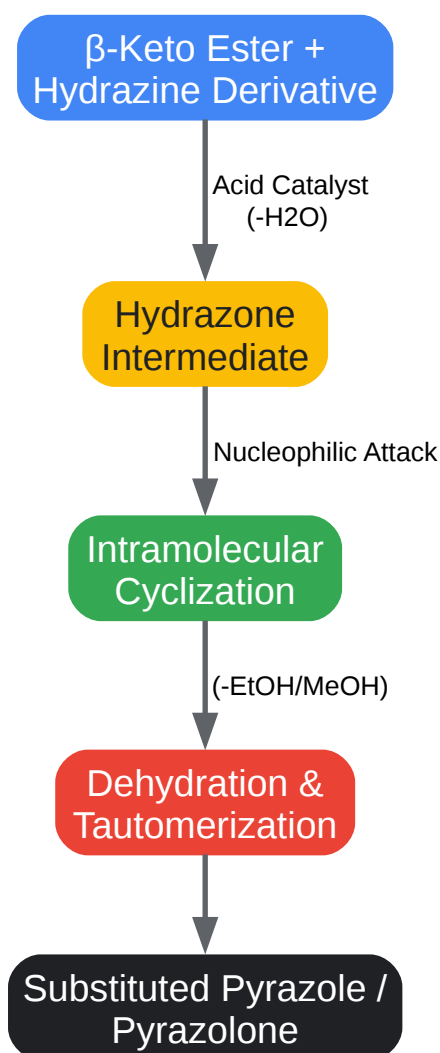 β-Keto Ester +
Hydrazine Derivative
Acid Catalyst
(-H2O)
Hydrazone
Intermediate
Nucleophilic Attack
Intramolecular
Cyclization
(-EtOH/MeOH)
Dehydration &
Tautomerization
Substituted Pyrazole /
Pyrazolone